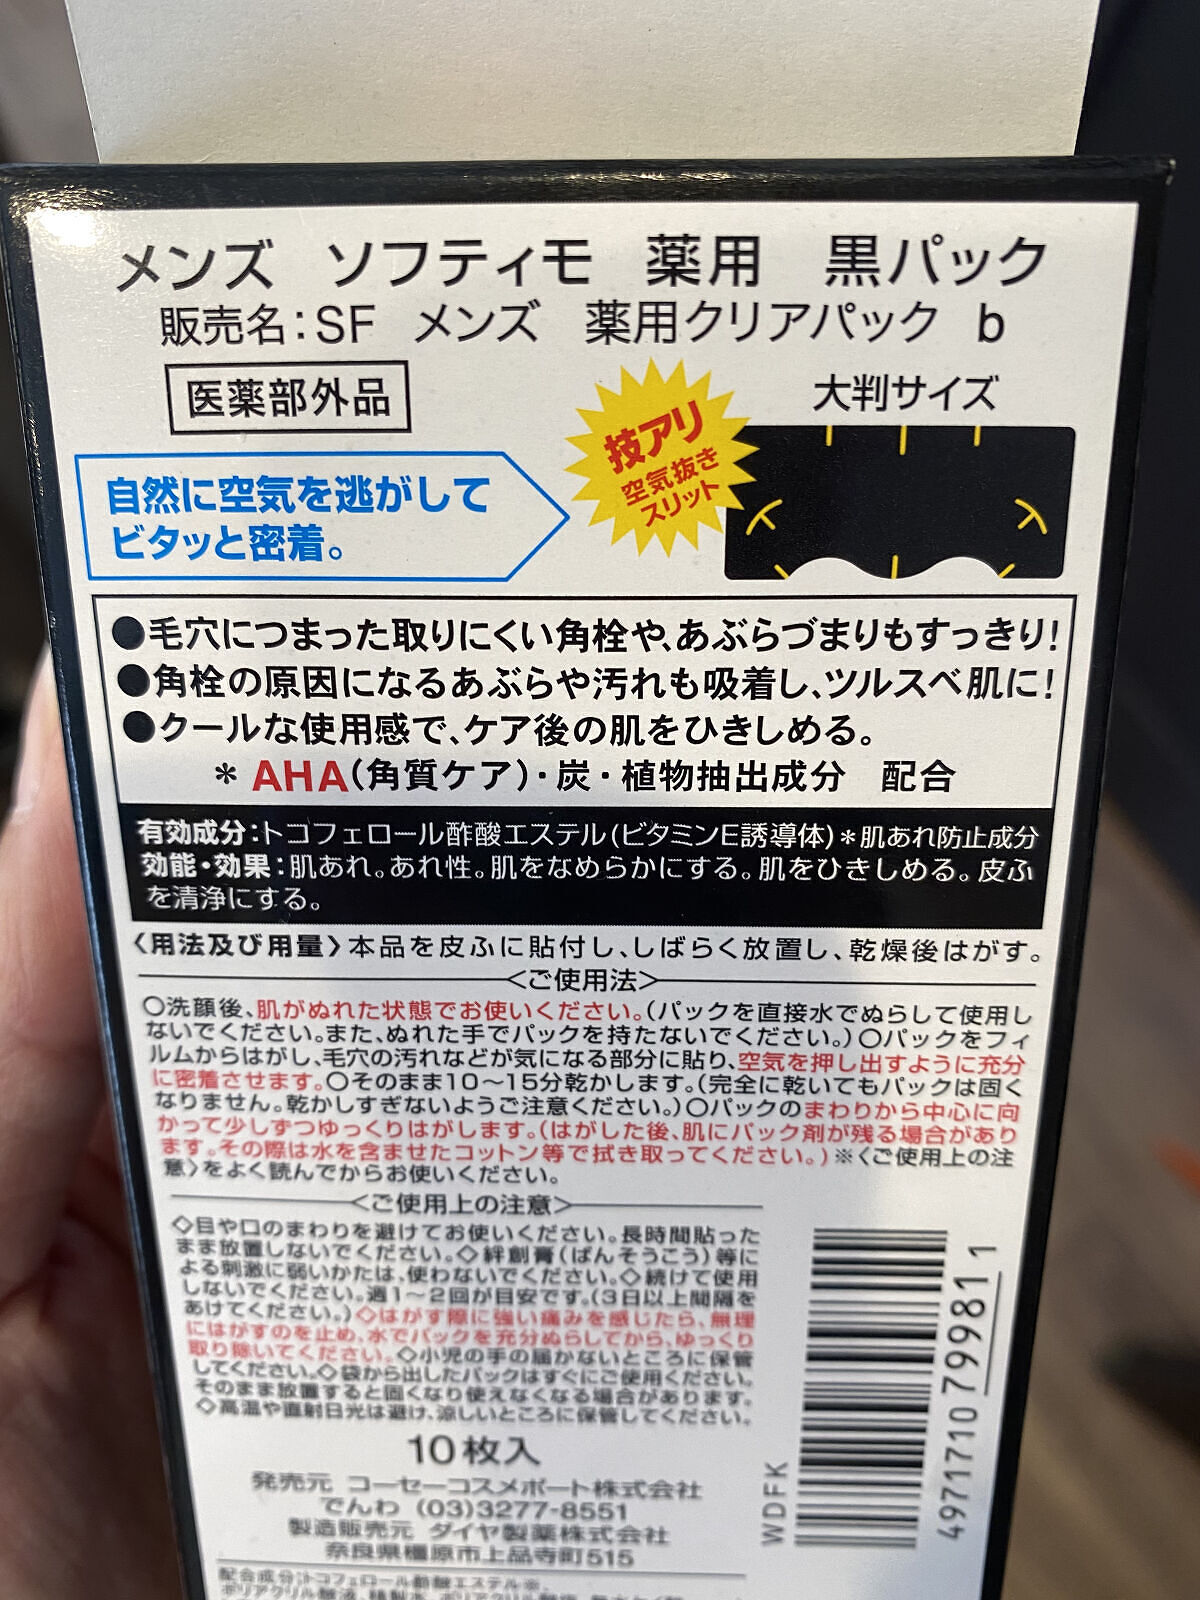 メンズ ソフティモ 薬用 黒パック
販売名：SF メンズ 薬用クリアパック b
医薬部外品
大判サイズ
技アリ
空気抜き
スリット
自然に空気を逃がして
ピタッと密着。
●毛穴につまった取りにくい角栓や、あぶらづまりもすっきり！
●角栓の原因になるあぶらや汚れも吸着し、ツルスベ肌に！
●クールな使用感で、ケア後の肌をひきしめる。
＊AHA（角質ケア）・炭・植物抽出成分 配合
有効成分：トコフェロール酢酸エステル（ビタミンE誘導体）＊肌あれ防止成分
効能・効果：肌あれ。あれ性。肌をなめらかにする。肌をひきしめる。皮ふ
を清浄にする。
〈用法及び用量〉本品を皮ふに貼付し、しばらく放置し、乾燥後はがす。
〈ご使用法〉
○洗顔後、肌がぬれた状態でお使いください。（パックを直接水でぬらして使用し
ないでください。また、ぬれた手でパックを持たないでください。）○パックをフィ
ルムからはがし、毛穴の汚れなどが気になる部分に貼り、空気を押し出すように充分
に密着させます。○そのまま10～15分乾かします。（完全に乾いてもパックは固く
なりません。乾かしすぎないようご注意ください。）○パックのまわりから中心に向
かって少しずつゆっくりはがします。（はがした後、肌にパック剤が残る場合があり
ます。その際は水を含ませたコットン等で拭き取ってください。）※〈ご使用上の注
意〉をよく読んでからお使いください。
〈ご使用上の注意〉
◇目や口のまわりを避けてお使いください。長時間貼った
まま放置しないでください。◇絆創膏（ばんそうこう）等に
よる刺激に弱いかたは、使わないでください。◇続けて使用
しないでください。週1～2回が目安です。（3日以上間隔を
あけてください。）◇はがす際に強い痛みを感じたら、無理
にはがすのを止め、水でパックを充分ぬらしてから、ゆっくり
取り除いてください。◇小児の手の届かないところに保管
してください。◇袋から出したパックはすぐにご使用ください。
そのまま放置すると固くなり使えなくなる場合があります。
◇高温や直射日光は避け、涼しいところに保管してください。
10枚入
発売元 コーセーコスメポート株式会社
でんわ (03)3277-8551
製造販売元 ダイヤ製薬株式会社
奈良県橿原市上品寺町515
WDFK
4971710799811
配合成分：トコフェロール酢酸エステル※、